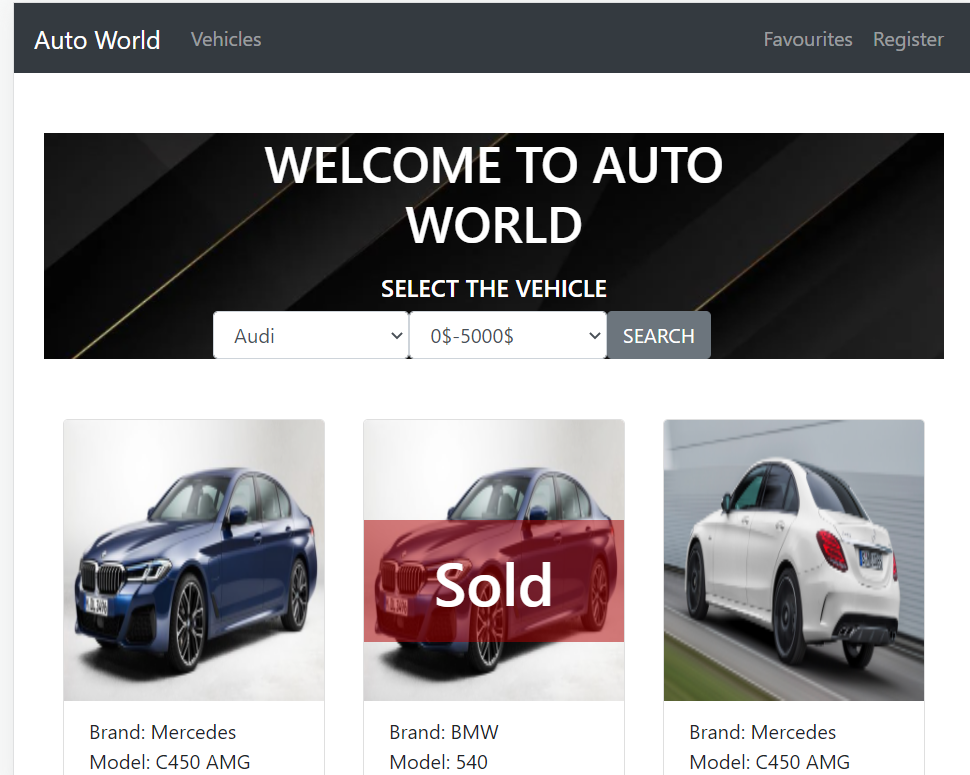 Auto World Vehicles Favourites Register
WELCOME TO AUTO
WORLD
SELECT THE VEHICLE
Audi 0$-5000$ SEARCH
Sold
Brand: Mercedes
Model: C450 AMG
Brand: BMW
Model: 540
Brand: Mercedes
Model: C450 AMG